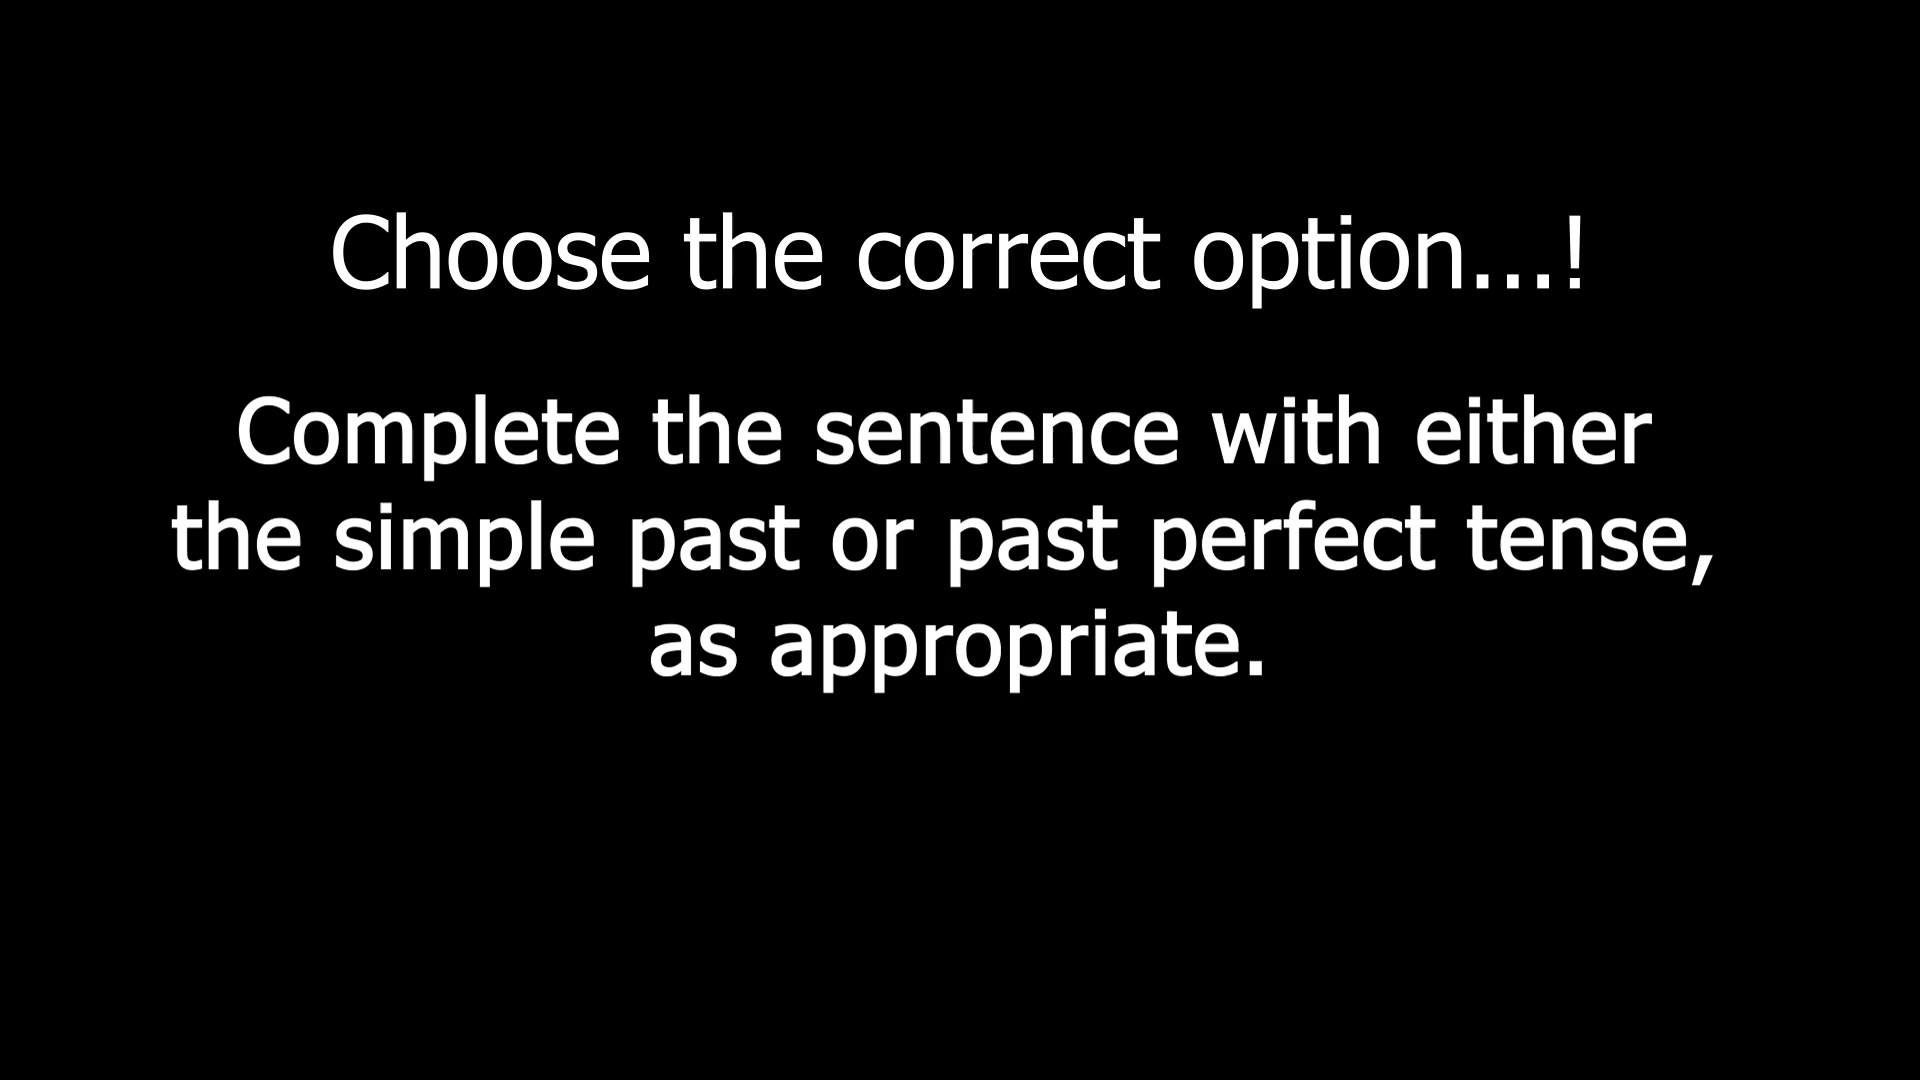 Choose the correct option...!
Complete the sentence with either
the simple past or past perfect tense,
as appropriate.